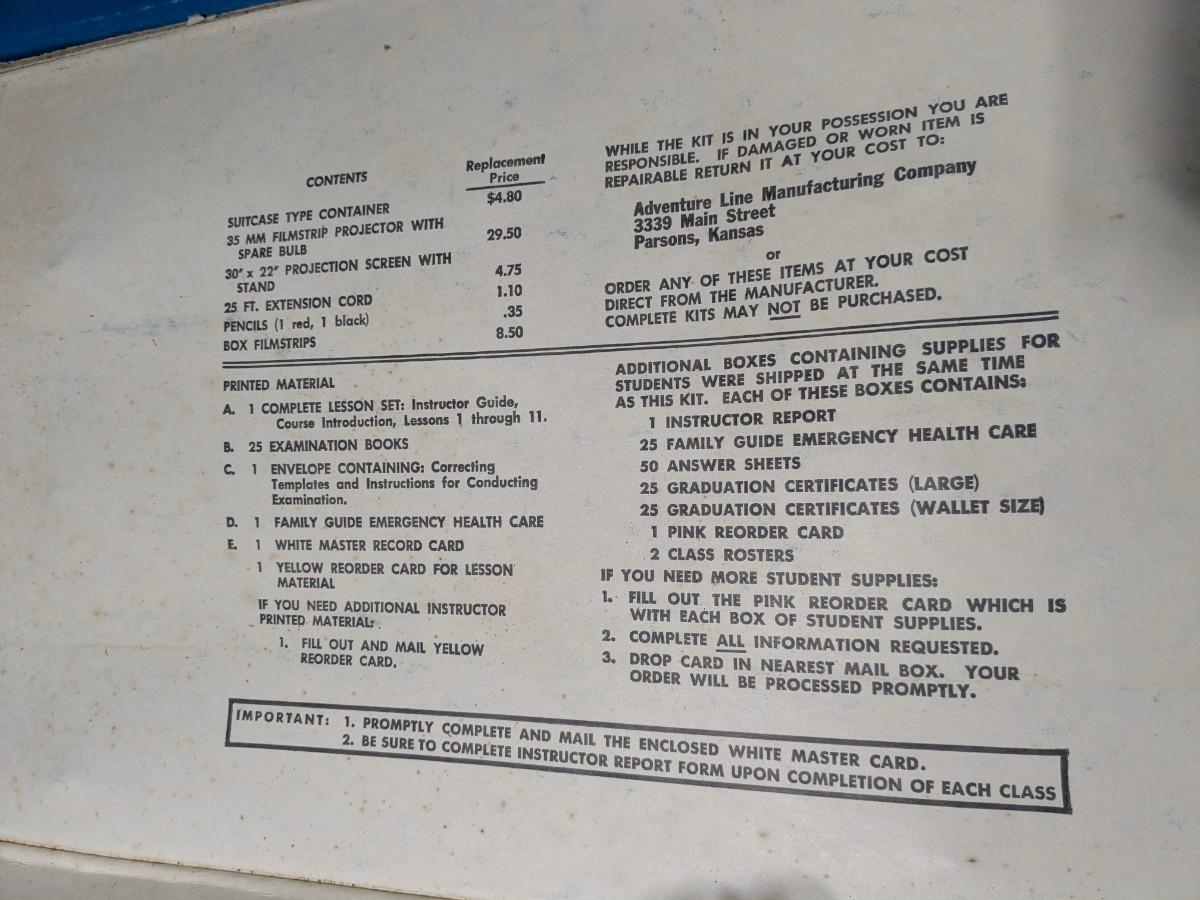 CONTENTS
Replacement
Price
SUITCASE TYPE CONTAINER $4.80
35 MM FILMSTRIP PROJECTOR WITH
SPARE BULB 29.50
30" x 22" PROJECTION SCREEN WITH
STAND 4.75
25 FT. EXTENSION CORD 1.10
PENCILS (1 red, 1 black) .35
BOX FILMSTRIPS 8.50
WHILE THE KIT IS IN YOUR POSSESSION YOU ARE
RESPONSIBLE. IF DAMAGED OR WORN ITEM IS
REPAIRABLE RETURN IT AT YOUR COST TO:
Adventure Line Manufacturing Company
3339 Main Street
Parsons, Kansas
or
ORDER ANY OF THESE ITEMS AT YOUR COST
DIRECT FROM THE MANUFACTURER.
COMPLETE KITS MAY NOT BE PURCHASED.
PRINTED MATERIAL
A. 1 COMPLETE LESSON SET: Instructor Guide,
Course Introduction, Lessons 1 through 11.
B. 25 EXAMINATION BOOKS
C. 1 ENVELOPE CONTAINING: Correcting
Templates and Instructions for Conducting
Examination.
D. 1 FAMILY GUIDE EMERGENCY HEALTH CARE
E. 1 WHITE MASTER RECORD CARD
1 YELLOW REORDER CARD FOR LESSON
MATERIAL
IF YOU NEED ADDITIONAL INSTRUCTOR
PRINTED MATERIAL:
1. FILL OUT AND MAIL YELLOW
REORDER CARD.
ADDITIONAL BOXES CONTAINING SUPPLIES FOR
STUDENTS WERE SHIPPED AT THE SAME TIME
AS THIS KIT. EACH OF THESE BOXES CONTAINS:
1 INSTRUCTOR REPORT
25 FAMILY GUIDE EMERGENCY HEALTH CARE
50 ANSWER SHEETS
25 GRADUATION CERTIFICATES (LARGE)
25 GRADUATION CERTIFICATES (WALLET SIZE)
1 PINK REORDER CARD
2 CLASS ROSTERS
IF YOU NEED MORE STUDENT SUPPLIES:
1. FILL OUT THE PINK REORDER CARD WHICH IS
WITH EACH BOX OF STUDENT SUPPLIES.
2. COMPLETE ALL INFORMATION REQUESTED.
3. DROP CARD IN NEAREST MAIL BOX. YOUR
ORDER WILL BE PROCESSED PROMPTLY.
IMPORTANT: 1. PROMPTLY COMPLETE AND MAIL THE ENCLOSED WHITE MASTER CARD.
2. BE SURE TO COMPLETE INSTRUCTOR REPORT FORM UPON COMPLETION OF EACH CLASS